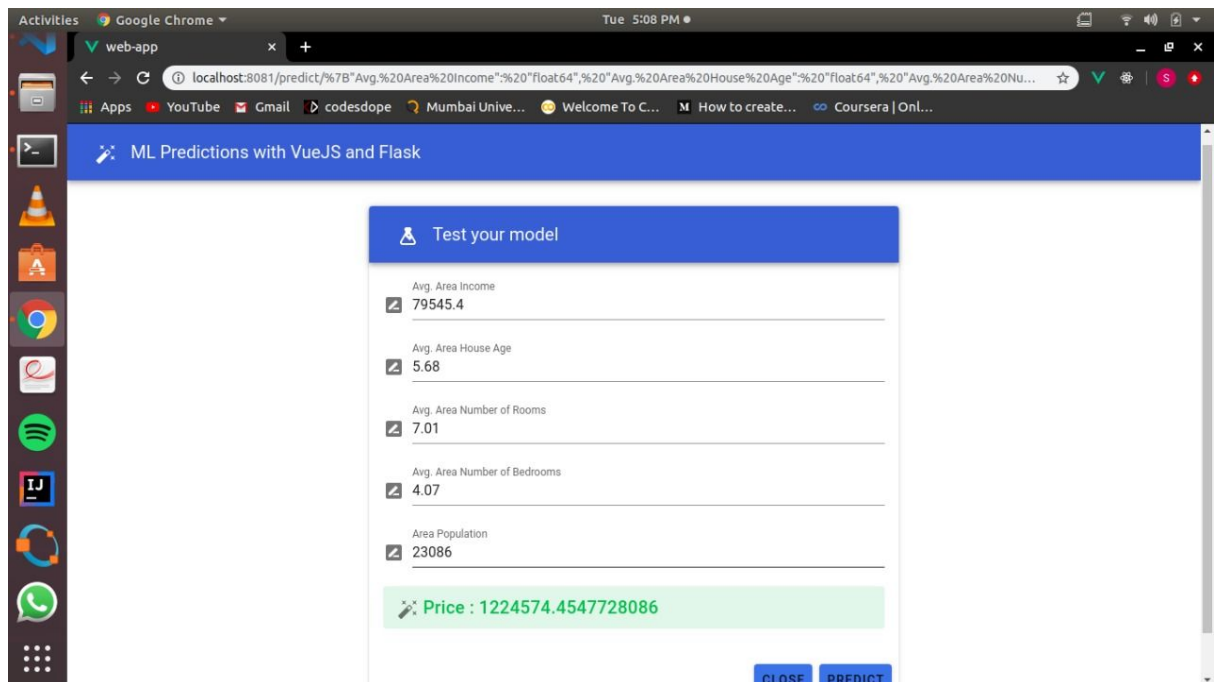 Activities Google Chrome Tue 5:08 PM
web-app
localhost:8081/predict/%7B"Avg.%20Area%20Income":%20"float64",%20"Avg.%20Area%20House%20Age":%20"float64",%20"Avg.%20Area%20Nu...
Apps YouTube Gmail codesdope Mumbai Unive... Welcome To C... How to create... Coursera | Onl...
ML Predictions with VueJS and Flask
Test your model
Avg. Area Income
79545.4
Avg. Area House Age
5.68
Avg. Area Number of Rooms
7.01
Avg. Area Number of Bedrooms
4.07
Area Population
23086
Price : 1224574.4547728086
CLOSE PREDICT